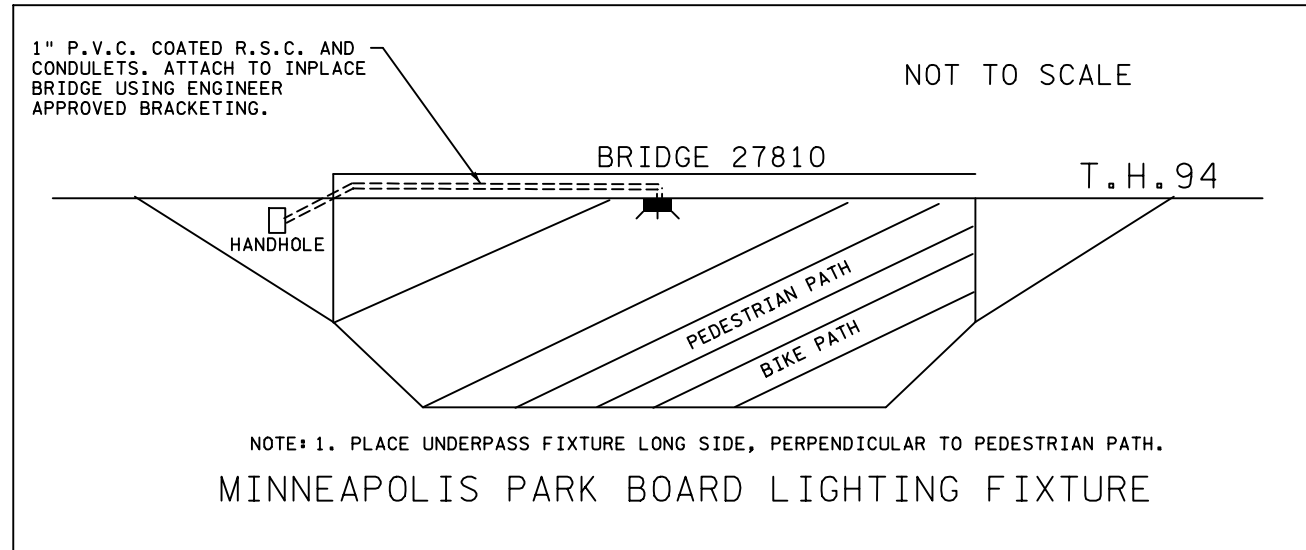 1" P.V.C. COATED R.S.C. AND
CONDULETS. ATTACH TO INPLACE
BRIDGE USING ENGINEER
APPROVED BRACKETING.
NOT TO SCALE
BRIDGE 27810
T.H.94
HANDHOLE
PEDESTRIAN PATH
BIKE PATH
NOTE: 1. PLACE UNDERPASS FIXTURE LONG SIDE, PERPENDICULAR TO PEDESTRIAN PATH.
MINNEAPOLIS PARK BOARD LIGHTING FIXTURE